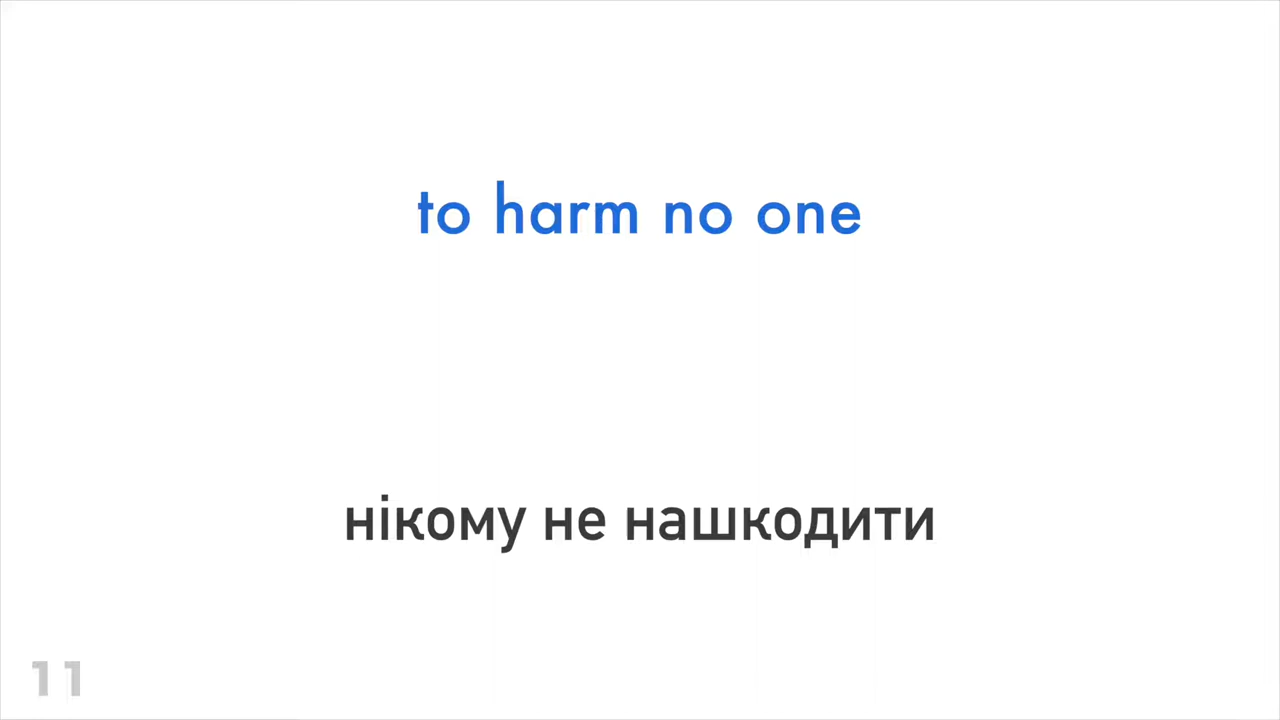 to harm no one
нікому не нашкодити
11